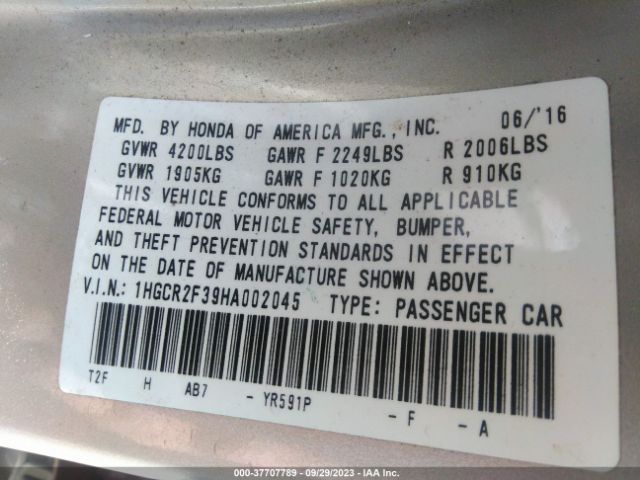 MFD. BY HONDA OF AMERICA MFG., INC. 06/'16
GVWR 4200LBS GAWR F 2249LBS R 2006LBS
GVWR 1905KG GAWR F 1020KG R 910KG
THIS VEHICLE CONFORMS TO ALL APPLICABLE
FEDERAL MOTOR VEHICLE SAFETY, BUMPER,
AND THEFT PREVENTION STANDARDS IN EFFECT
ON THE DATE OF MANUFACTURE SHOWN ABOVE.
V.I.N.: 1HGCR2F39HA002045 TYPE: PASSENGER CAR
T2F H AB7 - YR591P - F - A
000-37707789 - 09/29/2023 - IAA Inc.